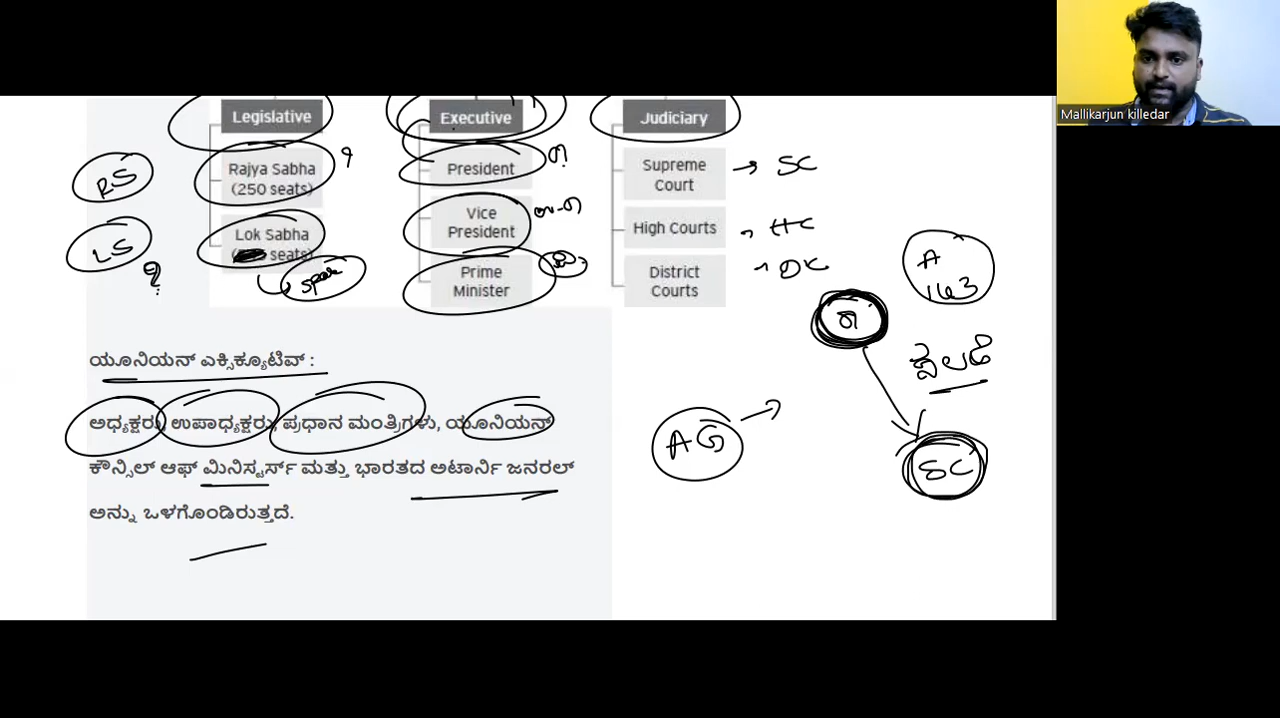 Mallikarjun killedar
Legislative
Executive
Judiciary
Rajya Sabha
(250 seats)
President
Supreme
Court
SC
RS
Vice
President
High Courts
HC
LS
Lok Sabha
seats)
Prime
Minister
District
Courts
DC
A
143
ಯೂನಿಯನ್ ಎಕ್ಸಿಕ್ಯೂಟಿವ್ :
ಅಧ್ಯಕ್ಷರು, ಉಪಾಧ್ಯಕ್ಷರು, ಪ್ರಧಾನ ಮಂತ್ರಿಗಳು, ಯೂನಿಯನ್
AG
ಕೌನ್ಸಿಲ್ ಆಫ್ ಮಿನಿಸ್ಟರ್ಸ್ ಮತ್ತು ಭಾರತದ ಅಟಾರ್ನಿ ಜನರಲ್
SC
ಅನ್ನು ಒಳಗೊಂಡಿರುತ್ತದೆ.